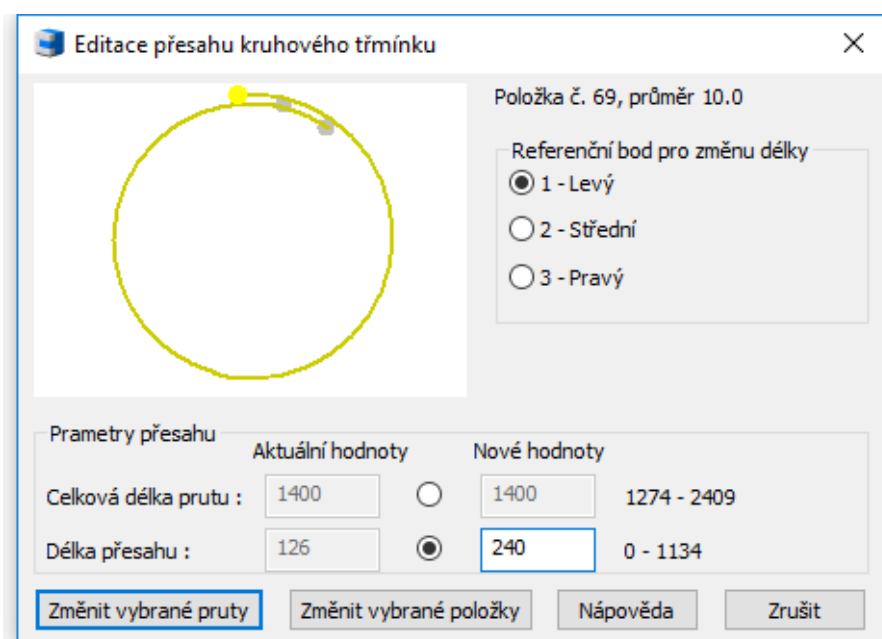 Editace přesahu kruhového třmínku
Položka č. 69, průměr 10.0
Referenční bod pro změnu délky
1 - Levý
2 - Střední
3 - Pravý
Prametry přesahu
Aktuální hodnoty Nové hodnoty
Celková délka prutu : 1400 1400 1274 - 2409
Délka přesahu : 126 240 0 - 1134
Změnit vybrané pruty Změnit vybrané položky Nápověda Zrušit